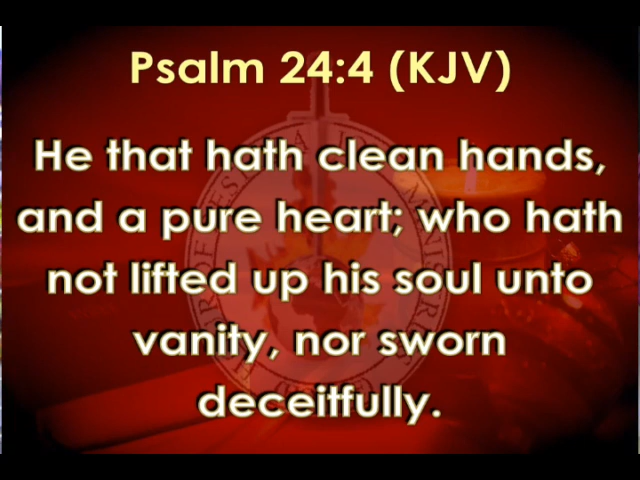 Psalm 24:4 (KJV)
He that hath clean hands,
and a pure heart; who hath
not lifted up his soul unto
vanity, nor sworn
deceitfully.